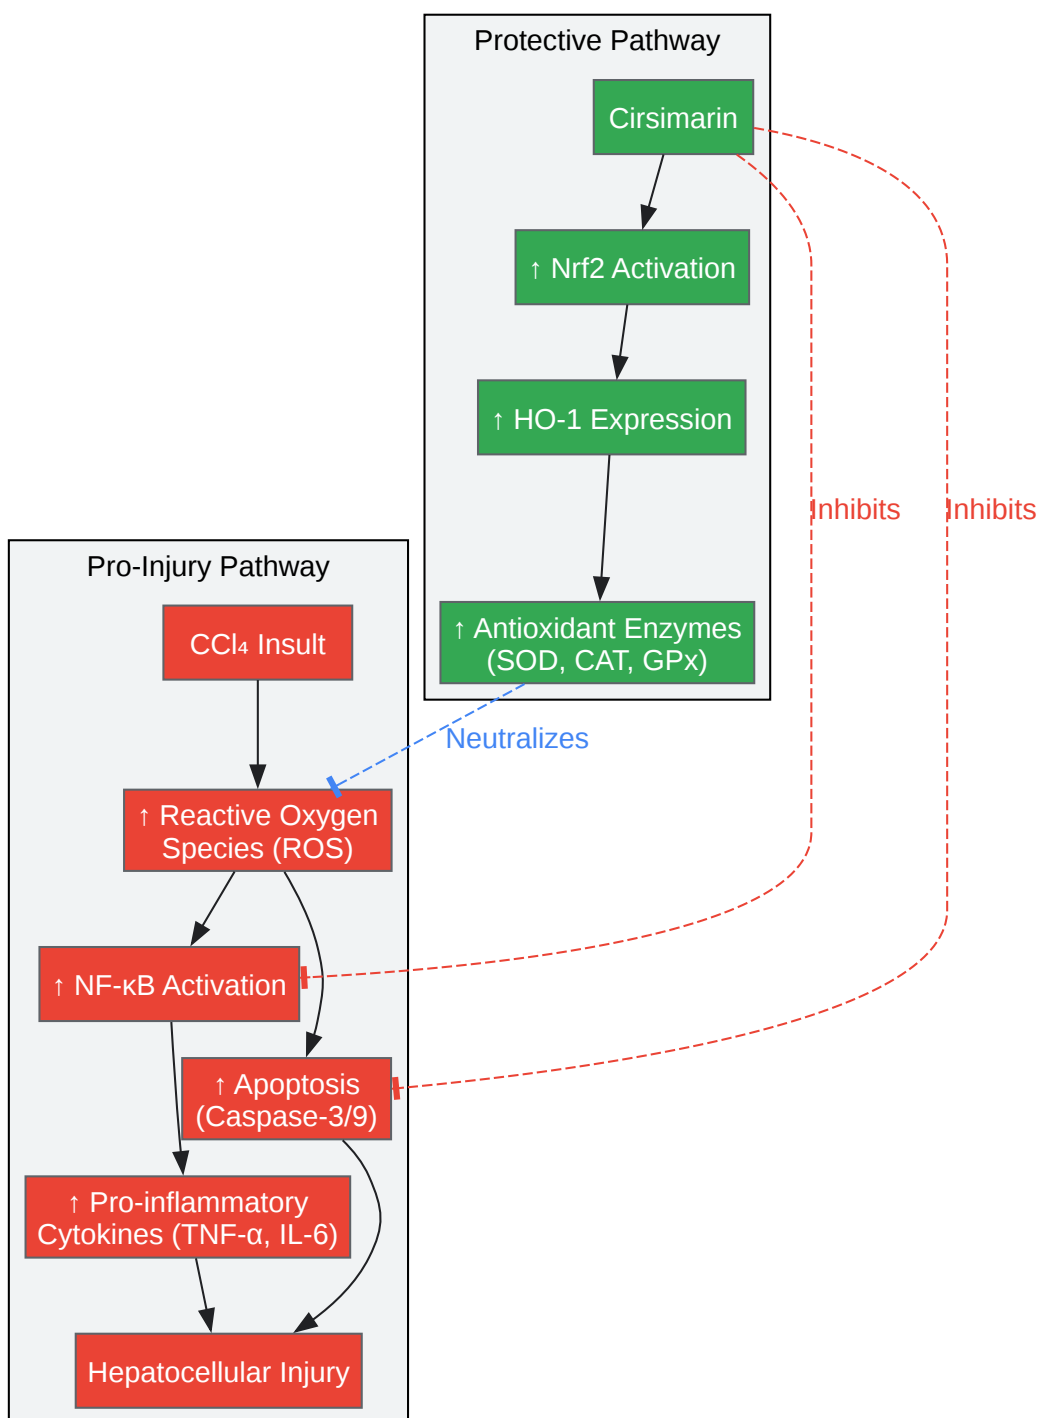 Protective Pathway
Cirsimarin
↑ Nrf2 Activation
↑ HO-1 Expression
Inhibits
Inhibits
Pro-Injury Pathway
CCl₄ Insult
↑ Antioxidant Enzymes
(SOD, CAT, GPx)
Neutralizes
↑ Reactive Oxygen
Species (ROS)
↑ NF-κB Activation
↑ Apoptosis
(Caspase-3/9)
↑ Pro-inflammatory
Cytokines (TNF-α, IL-6)
Hepatocellular Injury